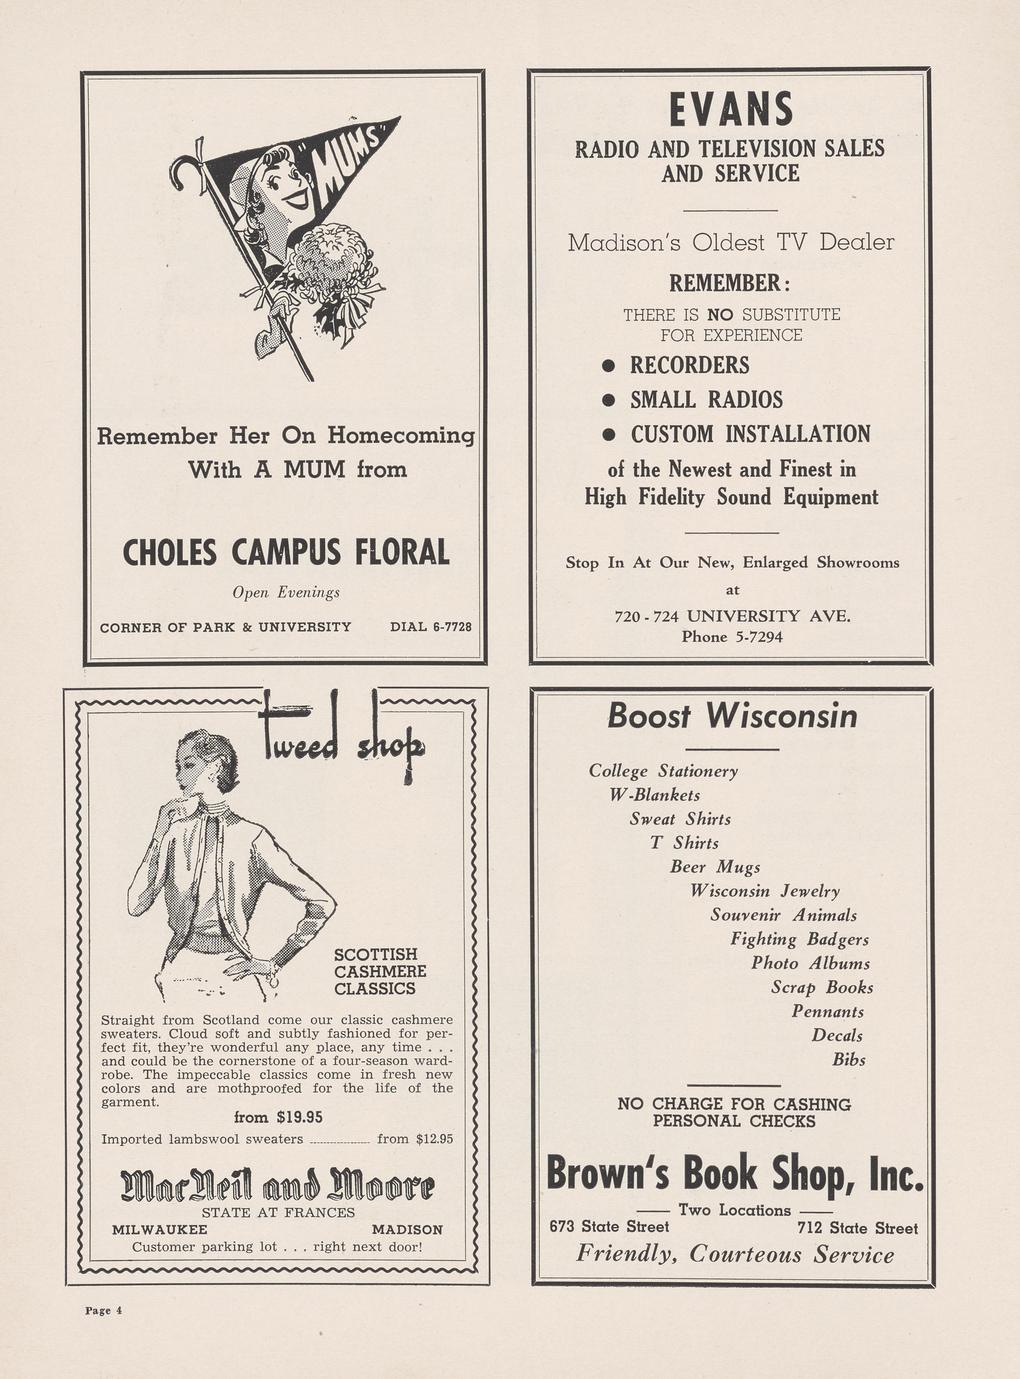 "MUMS"
Remember Her On Homecoming
With A MUM from
CHOLES CAMPUS FLORAL
Open Evenings
CORNER OF PARK & UNIVERSITY DIAL 6-7728
EVANS
RADIO AND TELEVISION SALES
AND SERVICE
Madison's Oldest TV Dealer
REMEMBER:
THERE IS NO SUBSTITUTE
FOR EXPERIENCE
● RECORDERS
● SMALL RADIOS
● CUSTOM INSTALLATION
of the Newest and Finest in
High Fidelity Sound Equipment
Stop In At Our New, Enlarged Showrooms
at
720 - 724 UNIVERSITY AVE.
Phone 5-7294
tweed shop
SCOTTISH
CASHMERE
CLASSICS
Straight from Scotland come our classic cashmere
sweaters. Cloud soft and subtly fashioned for per-
fect fit, they're wonderful any place, any time . . .
and could be the cornerstone of a four-season ward-
robe. The impeccable classics come in fresh new
colors and are mothproofed for the life of the
garment.
from $19.95
Imported lambswool sweaters ................ from $12.95
MacNeil and Moore
STATE AT FRANCES
MILWAUKEE MADISON
Customer parking lot . . . right next door!
Boost Wisconsin
College Stationery
W-Blankets
Sweat Shirts
T Shirts
Beer Mugs
Wisconsin Jewelry
Souvenir Animals
Fighting Badgers
Photo Albums
Scrap Books
Pennants
Decals
Bibs
NO CHARGE FOR CASHING
PERSONAL CHECKS
Brown's Book Shop, Inc.
— Two Locations —
673 State Street 712 State Street
Friendly, Courteous Service
Page 4